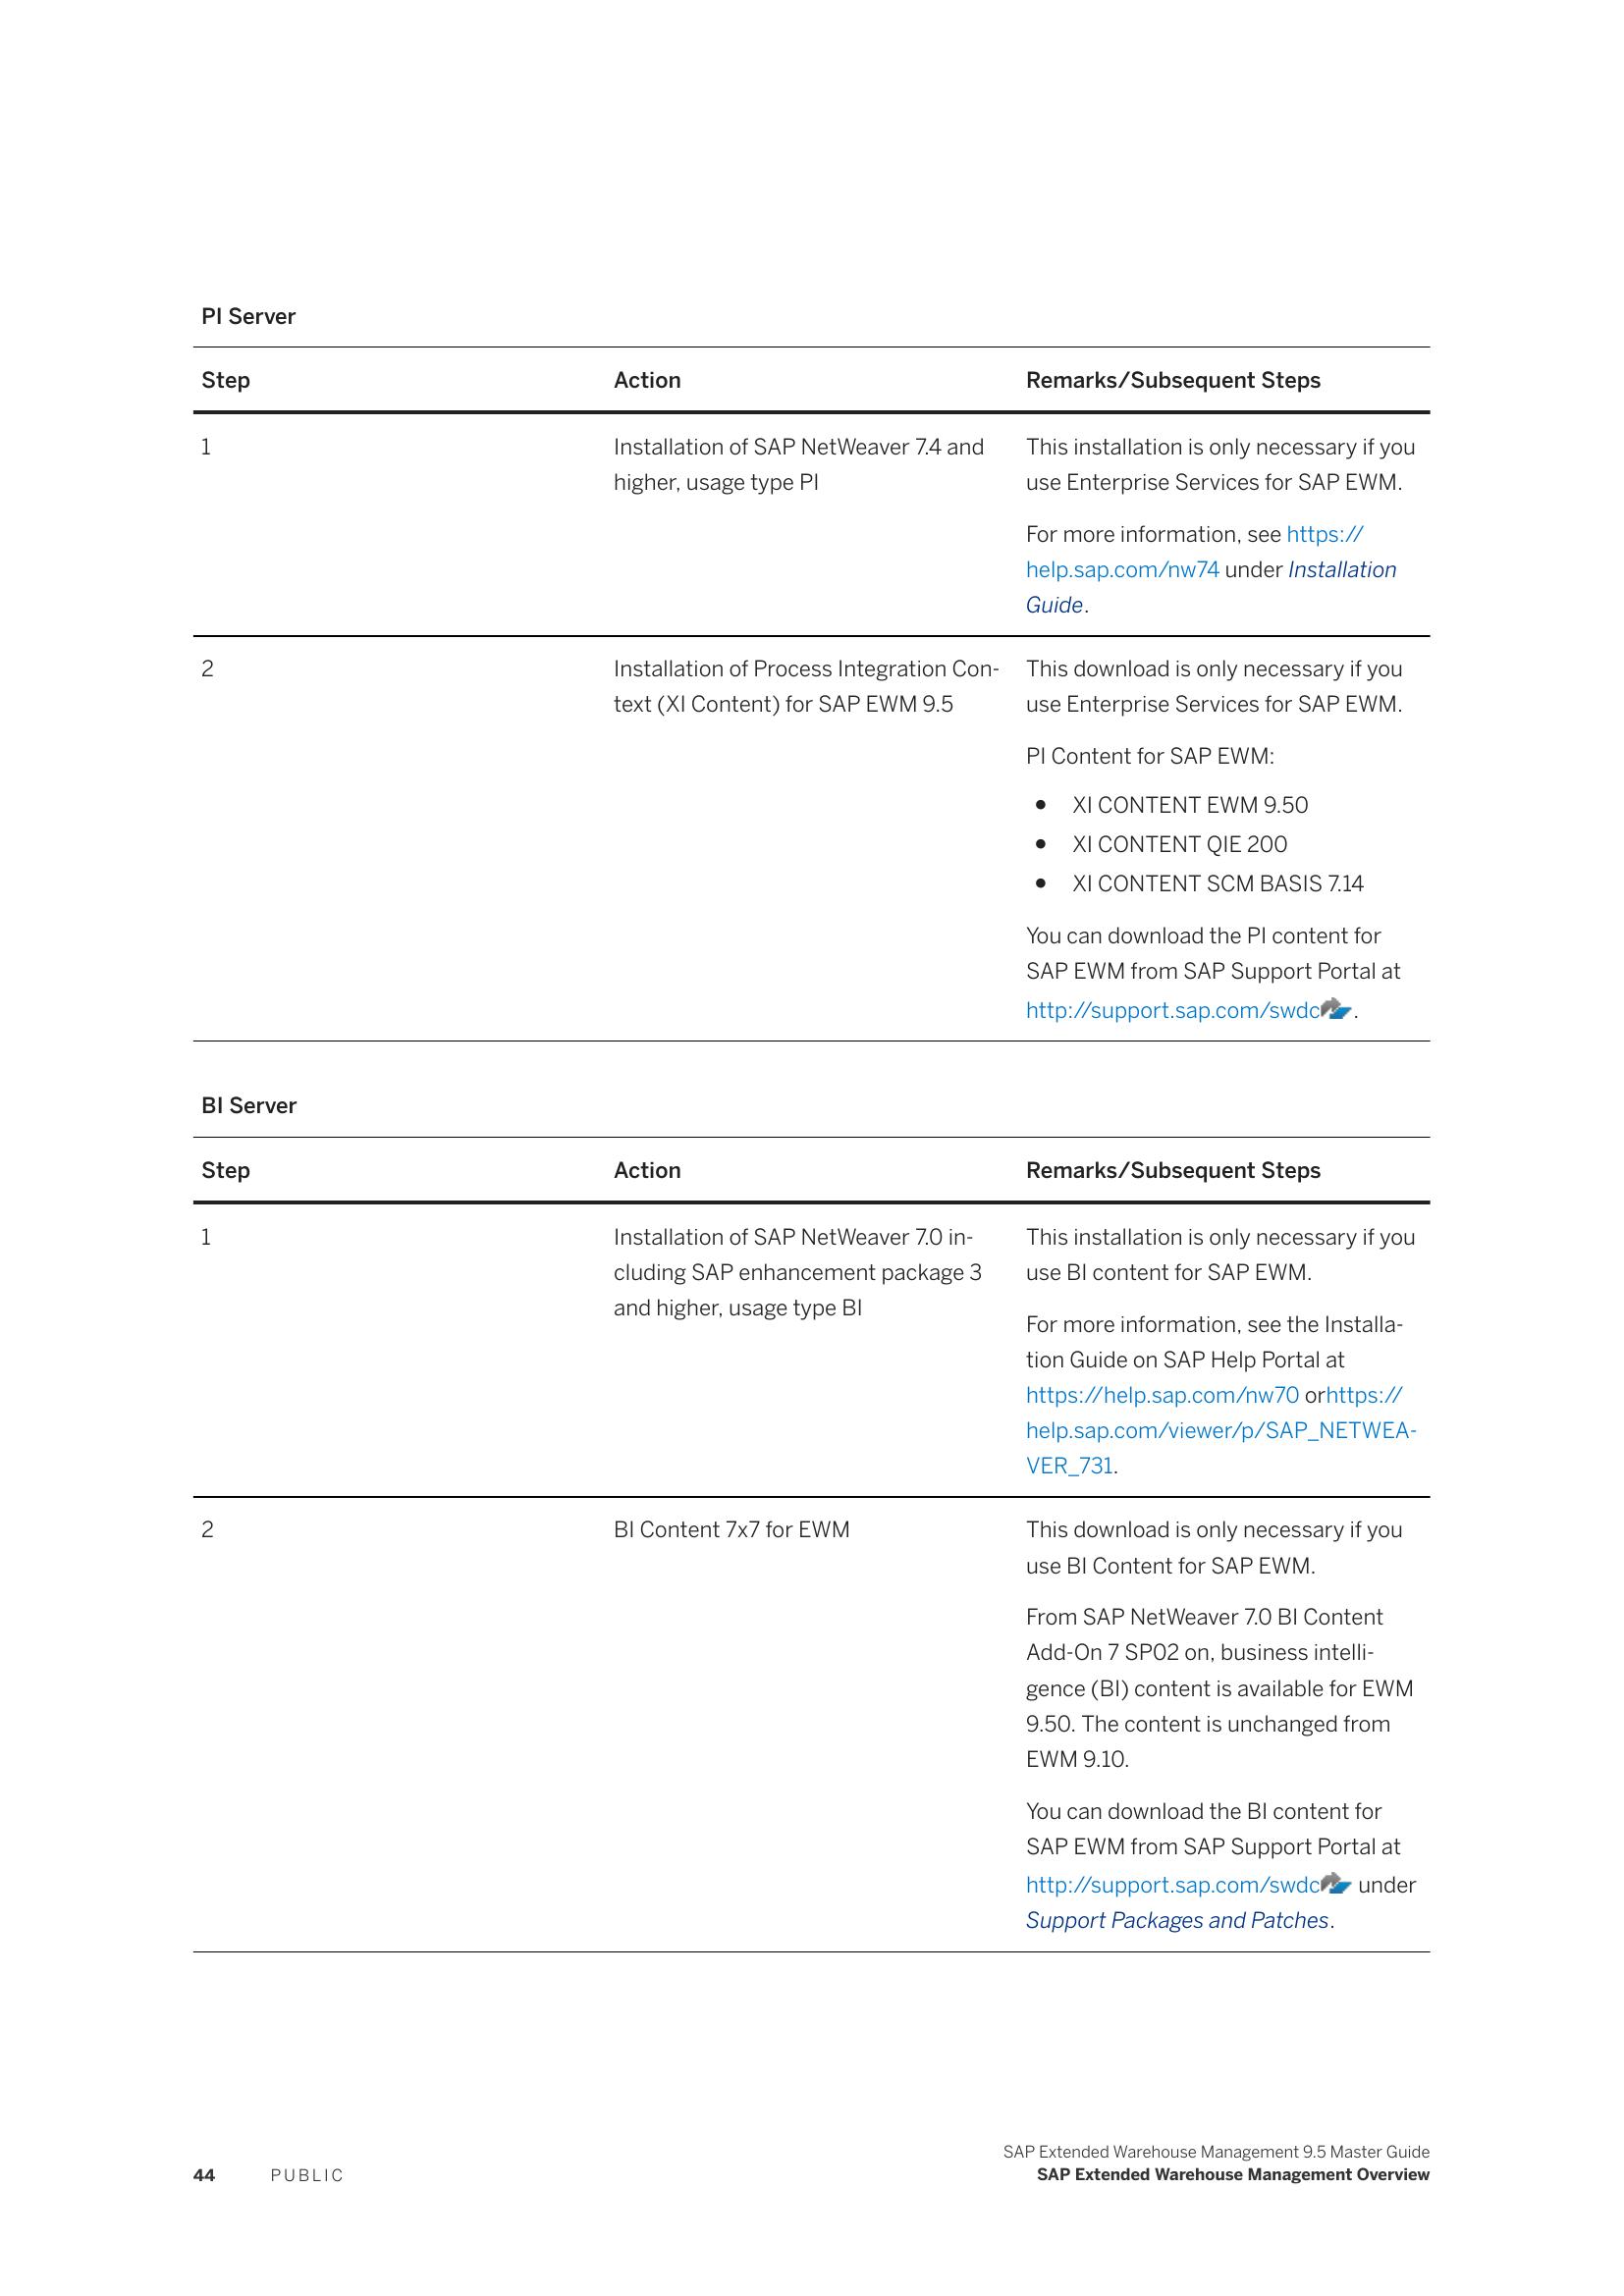 PI Server
Step Action Remarks/Subsequent Steps
1 Installation of SAP NetWeaver 7.4 and This installation is only necessary if you
higher, usage type PI use Enterprise Services for SAP EWM.
For more information, see https://
help.sap.com/nw74 under Installation
Guide.
2 Installation of Process Integration Con- This download is only necessary if you
text (XI Content) for SAP EWM 9.5 use Enterprise Services for SAP EWM.
PI Content for SAP EWM:
• XI CONTENT EWM 9.50
• XI CONTENT QIE 200
• XI CONTENT SCM BASIS 7.14
You can download the PI content for
SAP EWM from SAP Support Portal at
http://support.sap.com/swdc.
BI Server
Step Action Remarks/Subsequent Steps
1 Installation of SAP NetWeaver 7.0 in- This installation is only necessary if you
cluding SAP enhancement package 3 use BI content for SAP EWM.
and higher, usage type BI
For more information, see the Installa-
tion Guide on SAP Help Portal at
https://help.sap.com/nw70 orhttps://
help.sap.com/viewer/p/SAP_NETWEA-
VER_731.
2 BI Content 7x7 for EWM This download is only necessary if you
use BI Content for SAP EWM.
From SAP NetWeaver 7.0 BI Content
Add-On 7 SP02 on, business intelli-
gence (BI) content is available for EWM
9.50. The content is unchanged from
EWM 9.10.
You can download the BI content for
SAP EWM from SAP Support Portal at
http://support.sap.com/swdc under
Support Packages and Patches.
SAP Extended Warehouse Management 9.5 Master Guide
44 PUBLIC SAP Extended Warehouse Management Overview